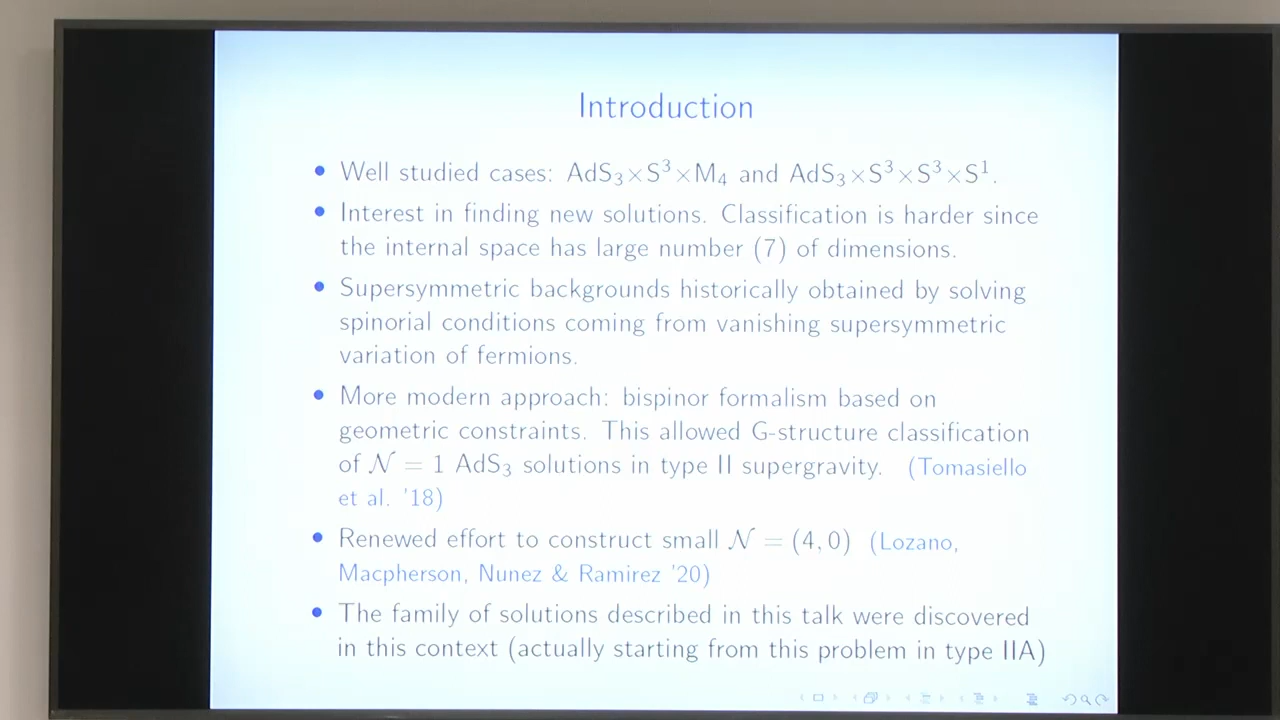 Introduction
• Well studied cases: AdS₃×S³×M₄ and AdS₃×S³×S³×S¹.
• Interest in finding new solutions. Classification is harder since
the internal space has large number (7) of dimensions.
• Supersymmetric backgrounds historically obtained by solving
spinorial conditions coming from vanishing supersymmetric
variation of fermions.
• More modern approach: bispinor formalism based on
geometric constraints. This allowed G-structure classification
of 𝒩 = 1 AdS₃ solutions in type II supergravity. (Tomasiello
et al. '18)
• Renewed effort to construct small 𝒩 = (4, 0) (Lozano,
Macpherson, Nunez & Ramirez '20)
• The family of solutions described in this talk were discovered
in this context (actually starting from this problem in type IIA)